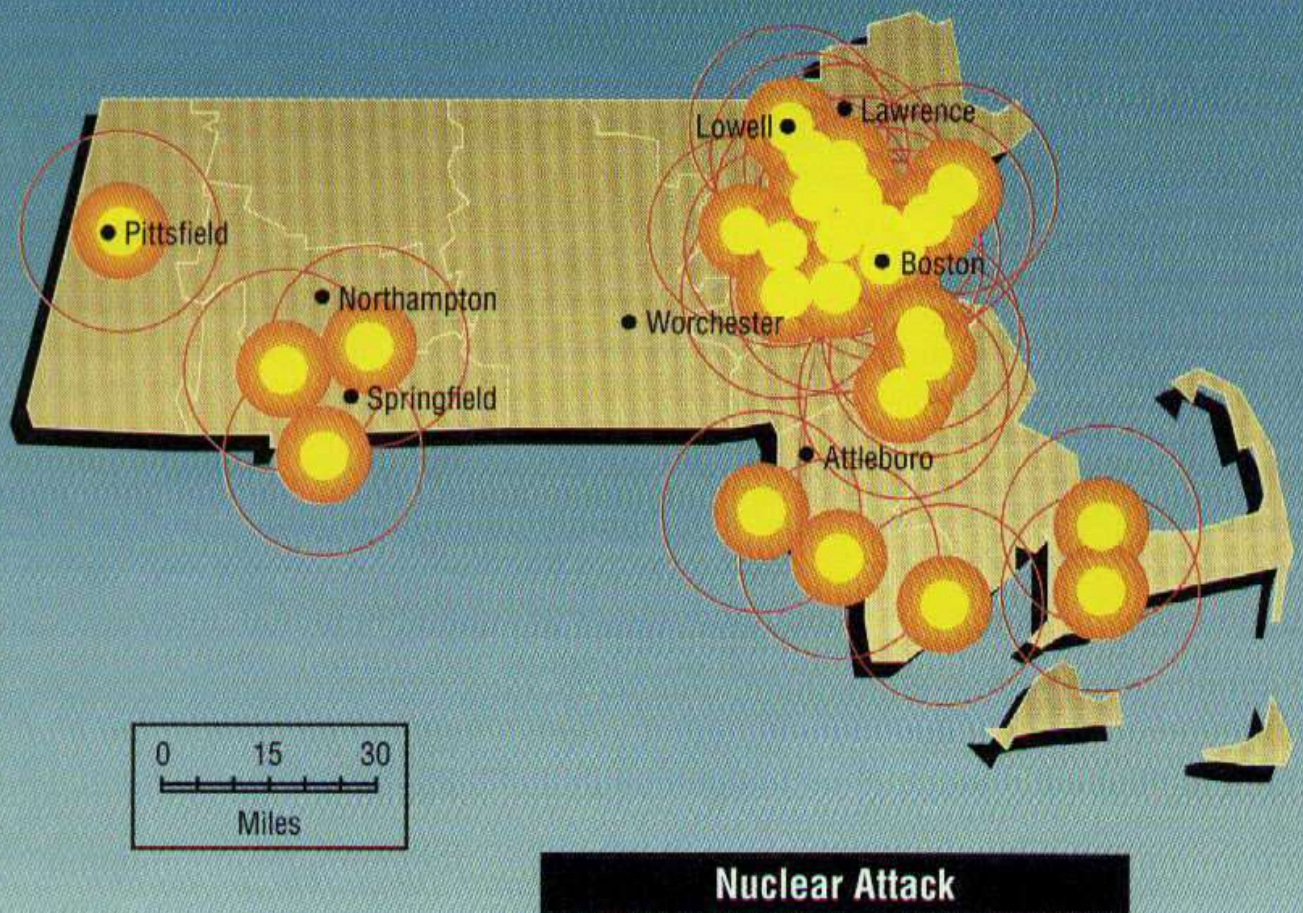 Lawrence
Lowell
Pittsfield
Boston
Northampton
Worchester
Springfield
Attleboro
0 15 30
Miles
Nuclear Attack